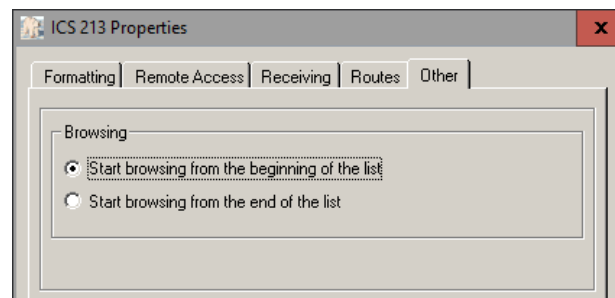 ICS 213 Properties
Formatting Remote Access Receiving Routes Other
Browsing
Start browsing from the beginning of the list
Start browsing from the end of the list